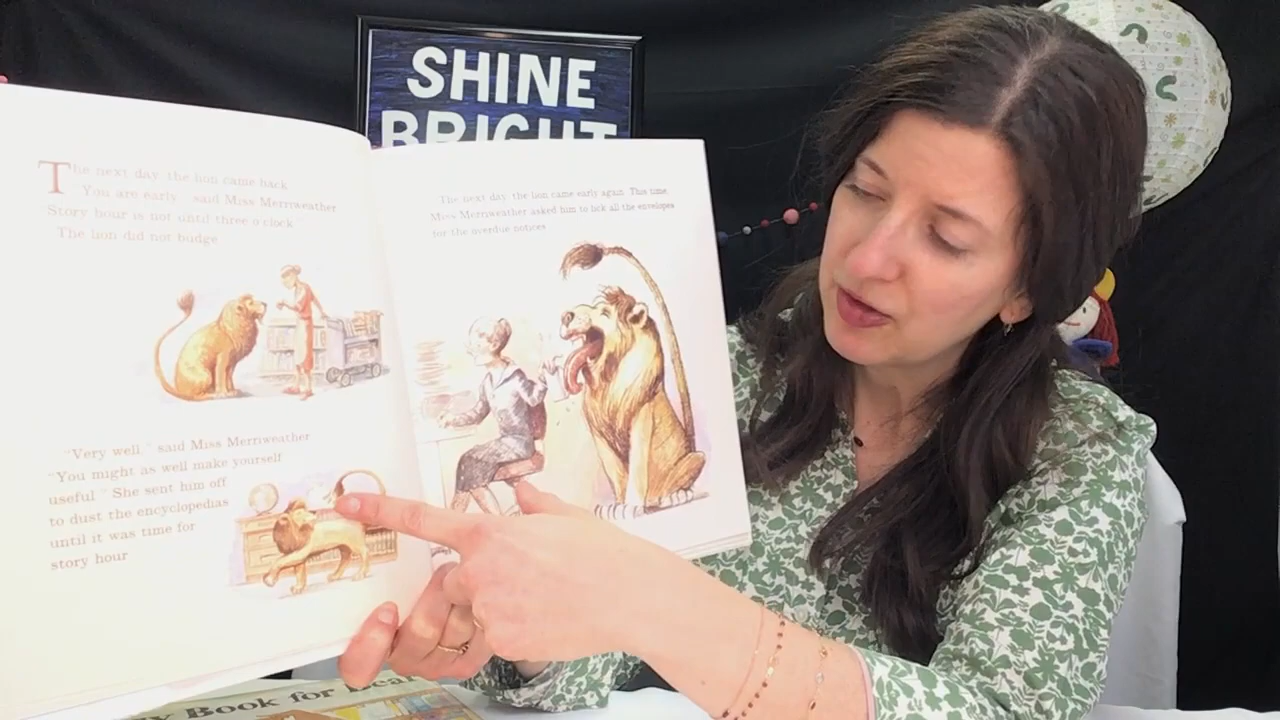 SHINE
BRIGHT
The next day, the lion came back.
"You are early," said Miss Merriweather.
"Story hour is not until three o'clock."
The lion did not budge.
"Very well," said Miss Merriweather.
"You might as well make yourself
useful." She sent him off
to dust the encyclopedias
until it was time for
story hour.
The next day, the lion came early again. This time,
Miss Merriweather asked him to lick all the envelopes
for the overdue notices.
Book for Bear